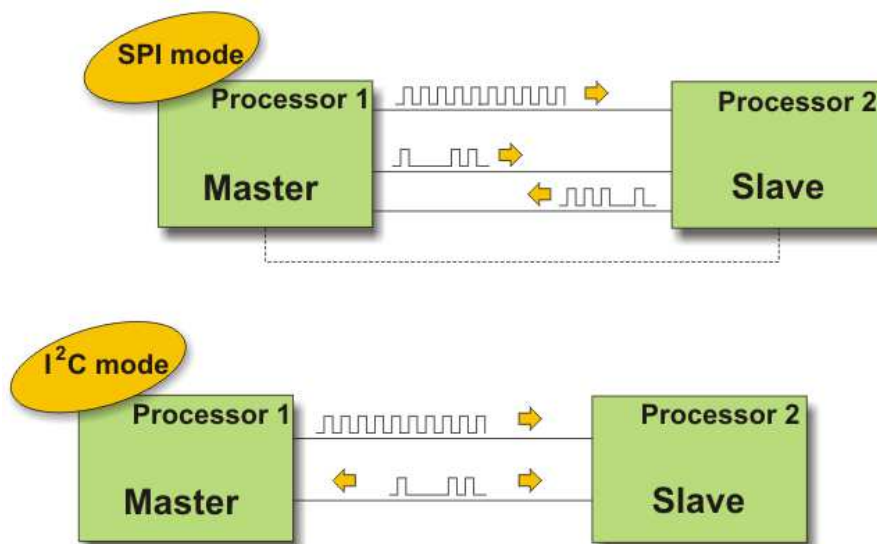 SPI mode
Processor 1
Processor 2
Master
Slave
I²C mode
Processor 1
Processor 2
Master
Slave